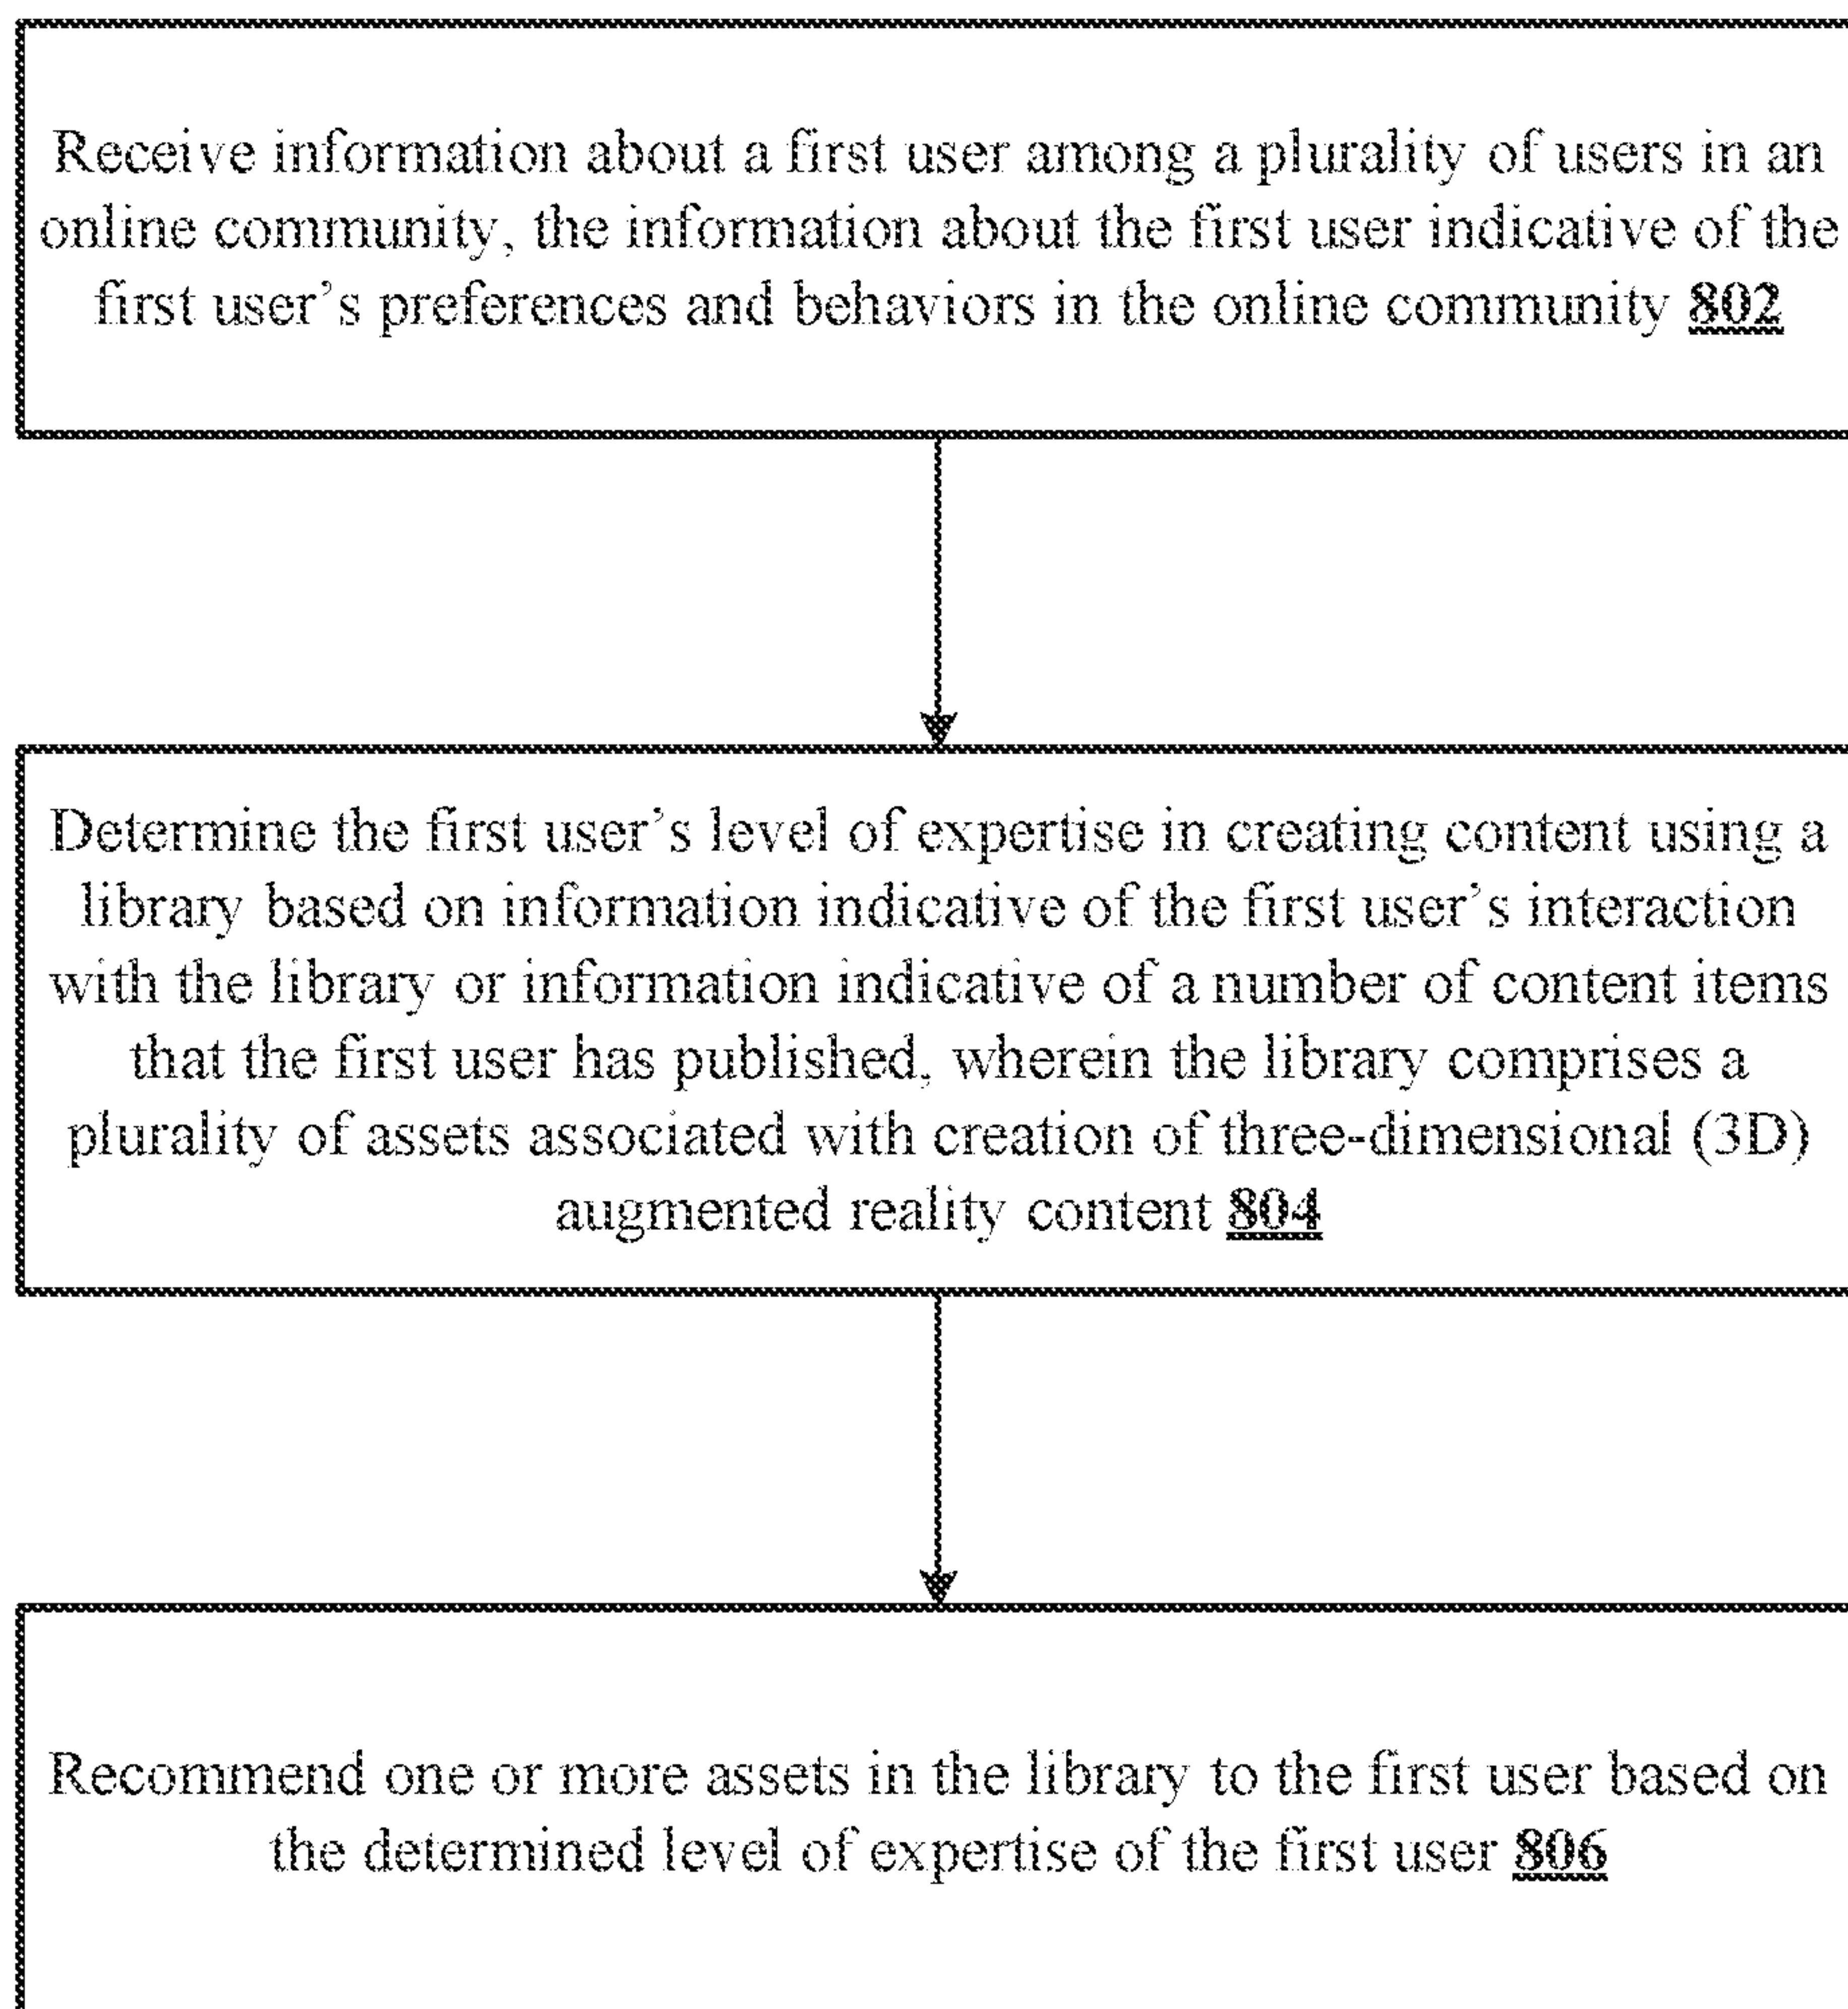 Receive information about a first user among a plurality of users in an
online community, the information about the first user indicative of the
first user’s preferences and behaviors in the online community 802
Determine the first user’s level of expertise in creating content using a
library based on information indicative of the first user’s interaction
with the library or information indicative of a number of content items
that the first user has published, wherein the library comprises a
plurality of assets associated with creation of three-dimensional (3D)
augmented reality content 804
Recommend one or more assets in the library to the first user based on
the determined level of expertise of the first user 806